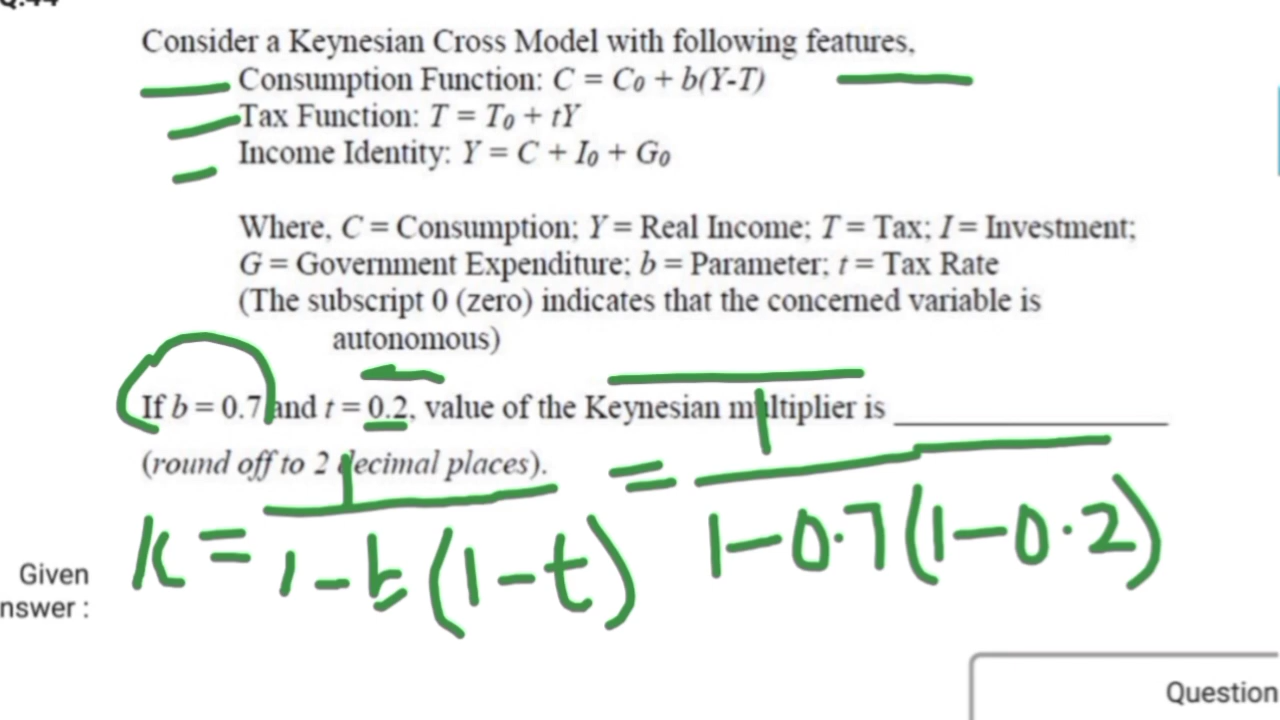 Consider a Keynesian Cross Model with following features,
Consumption Function: C = C₀ + b(Y-T)
Tax Function: T = T₀ + tY
Income Identity: Y = C + I₀ + G₀
Where, C = Consumption; Y = Real Income; T = Tax; I = Investment;
G = Government Expenditure; b = Parameter; t = Tax Rate
(The subscript 0 (zero) indicates that the concerned variable is
autonomous)
If b = 0.7 and t = 0.2, value of the Keynesian multiplier is ____________
(round off to 2 decimal places).
K = 1 / 1-b(1-t) = 1 / 1-0.7(1-0.2)
Given
nswer :
Question